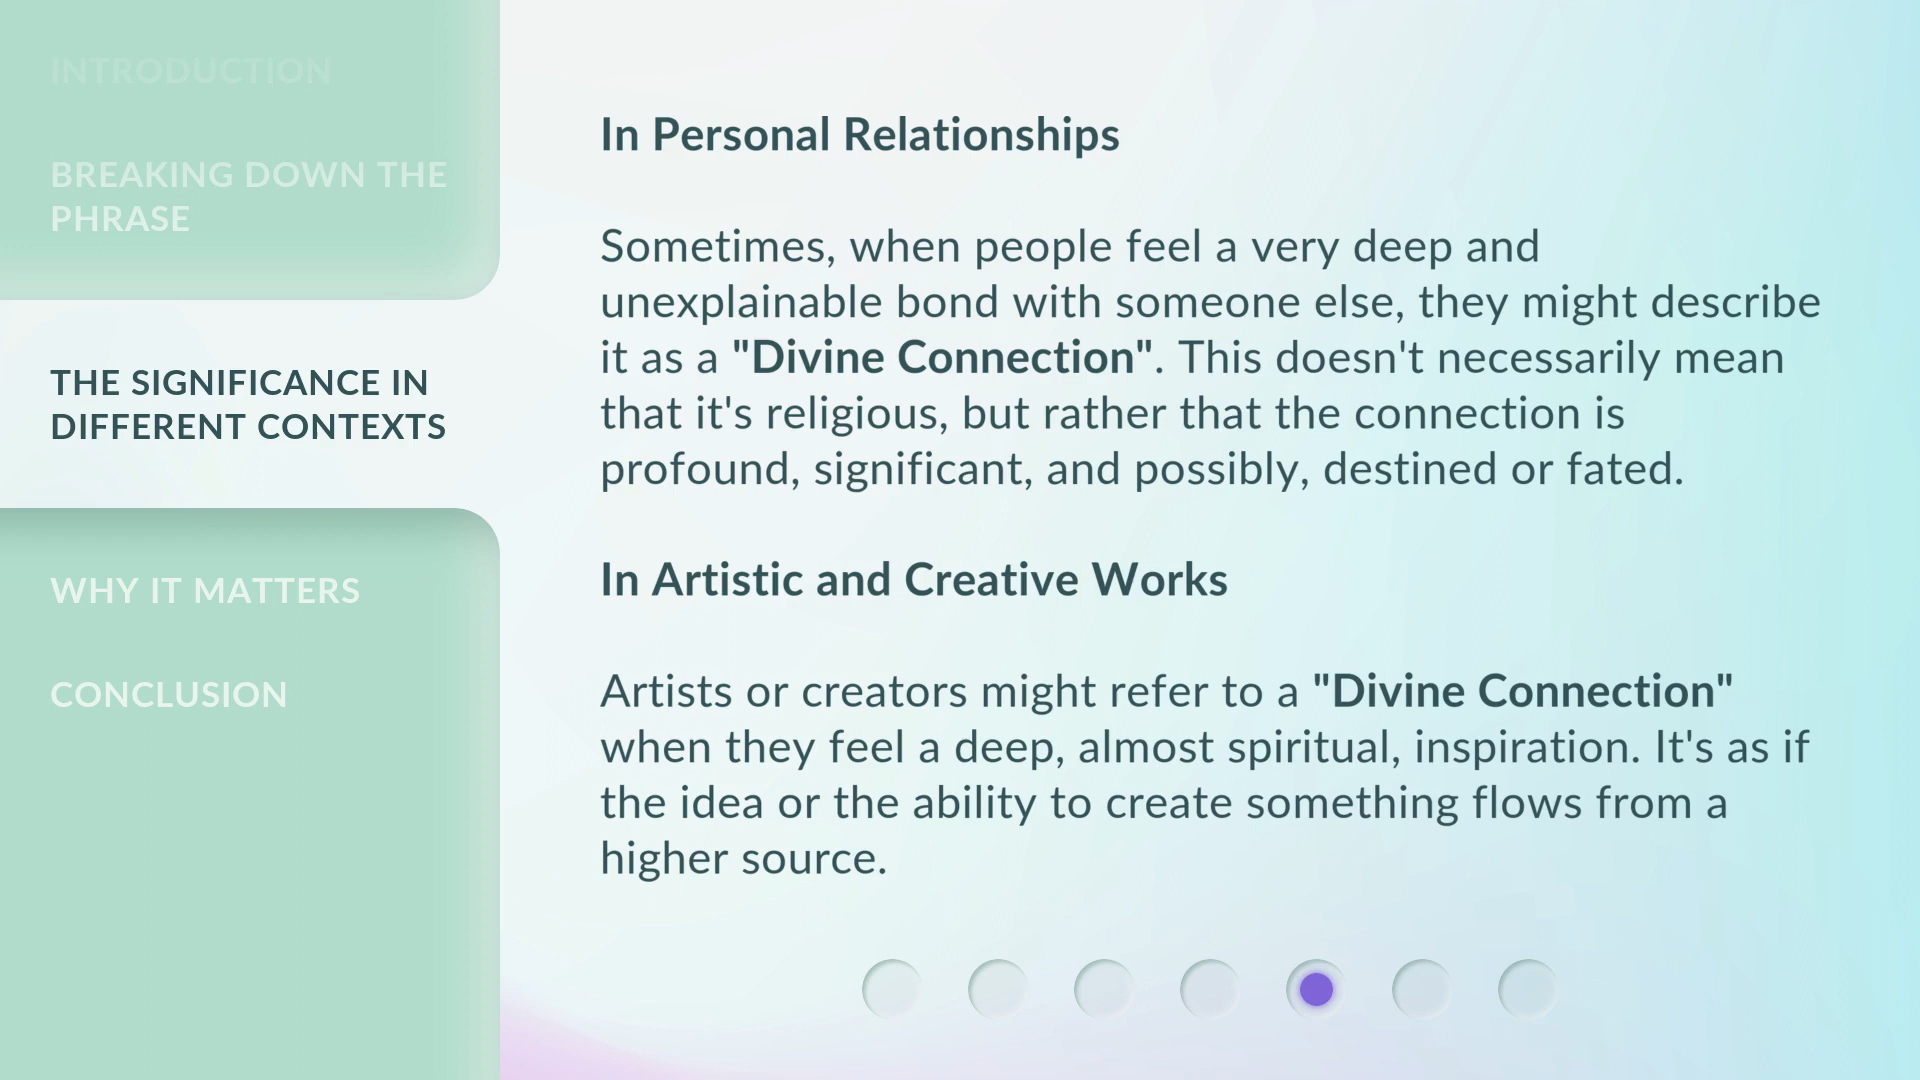 INTRODUCTION
BREAKING DOWN THE
PHRASE
THE SIGNIFICANCE IN
DIFFERENT CONTEXTS
WHY IT MATTERS
CONCLUSION
In Personal Relationships
Sometimes, when people feel a very deep and
unexplainable bond with someone else, they might describe
it as a "Divine Connection". This doesn't necessarily mean
that it's religious, but rather that the connection is
profound, significant, and possibly, destined or fated.
In Artistic and Creative Works
Artists or creators might refer to a "Divine Connection"
when they feel a deep, almost spiritual, inspiration. It's as if
the idea or the ability to create something flows from a
higher source.